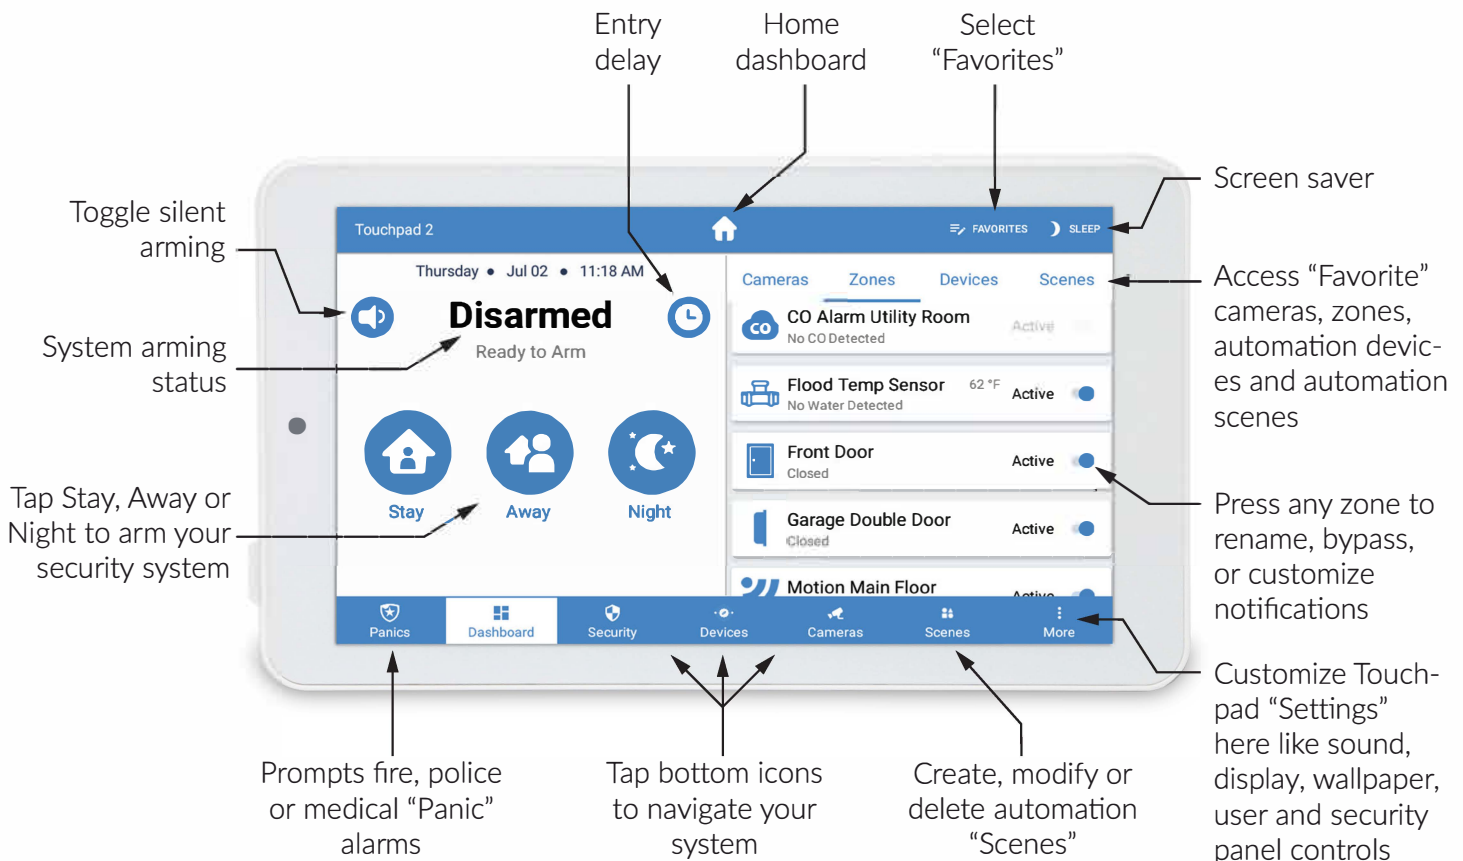 Entry
delay
Home
dashboard
Select
“Favorites”
Screen saver
Toggle silent
arming
Touchpad 2
FAVORITES
SLEEP
Thursday • Jul 02 • 11:18 AM
Cameras
Zones
Devices
Scenes
Access “Favorite”
cameras, zones,
automation devic-
es and automation
scenes
Disarmed
Ready to Arm
System arming
status
CO
CO Alarm Utility Room
No CO Detected
Active
Flood Temp Sensor
62 °F
No Water Detected
Active
Front Door
Closed
Active
Garage Double Door
Closed
Active
Motion Main Floor
Active
Stay
Away
Night
Tap Stay, Away or
Night to arm your
security system
Press any zone to
rename, bypass,
or customize
notifications
Panics
Dashboard
Security
Devices
Cameras
Scenes
More
Customize Touch-
pad “Settings”
here like sound,
display, wallpaper,
user and security
panel controls
Prompts fire, police
or medical “Panic”
alarms
Tap bottom icons
to navigate your
system
Create, modify or
delete automation
“Scenes”